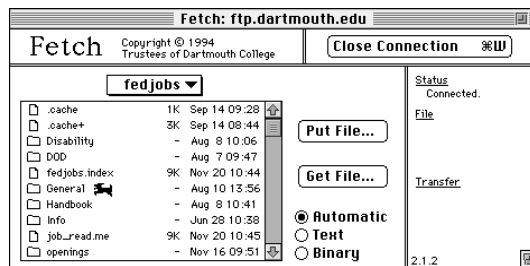 Fetch: ftp.dartmouth.edu
Fetch
Copyright © 1994
Trustees of Dartmouth College
Close Connection ⌘W
fedjobs
.cache 1K Sep 14 09:28
.cache+ 3K Sep 14 08:44
Disability - Aug 8 10:06
DOD - Aug 7 09:47
fedjobs.index 9K Nov 20 10:44
General - Aug 10 13:56
Handbook - Aug 8 10:41
Info - Jun 28 10:38
job_read.me 9K Nov 20 10:45
openings - Nov 16 09:51
Put File...
Get File...
Automatic
Text
Binary
Status
Connected.
File
Transfer
2.1.2